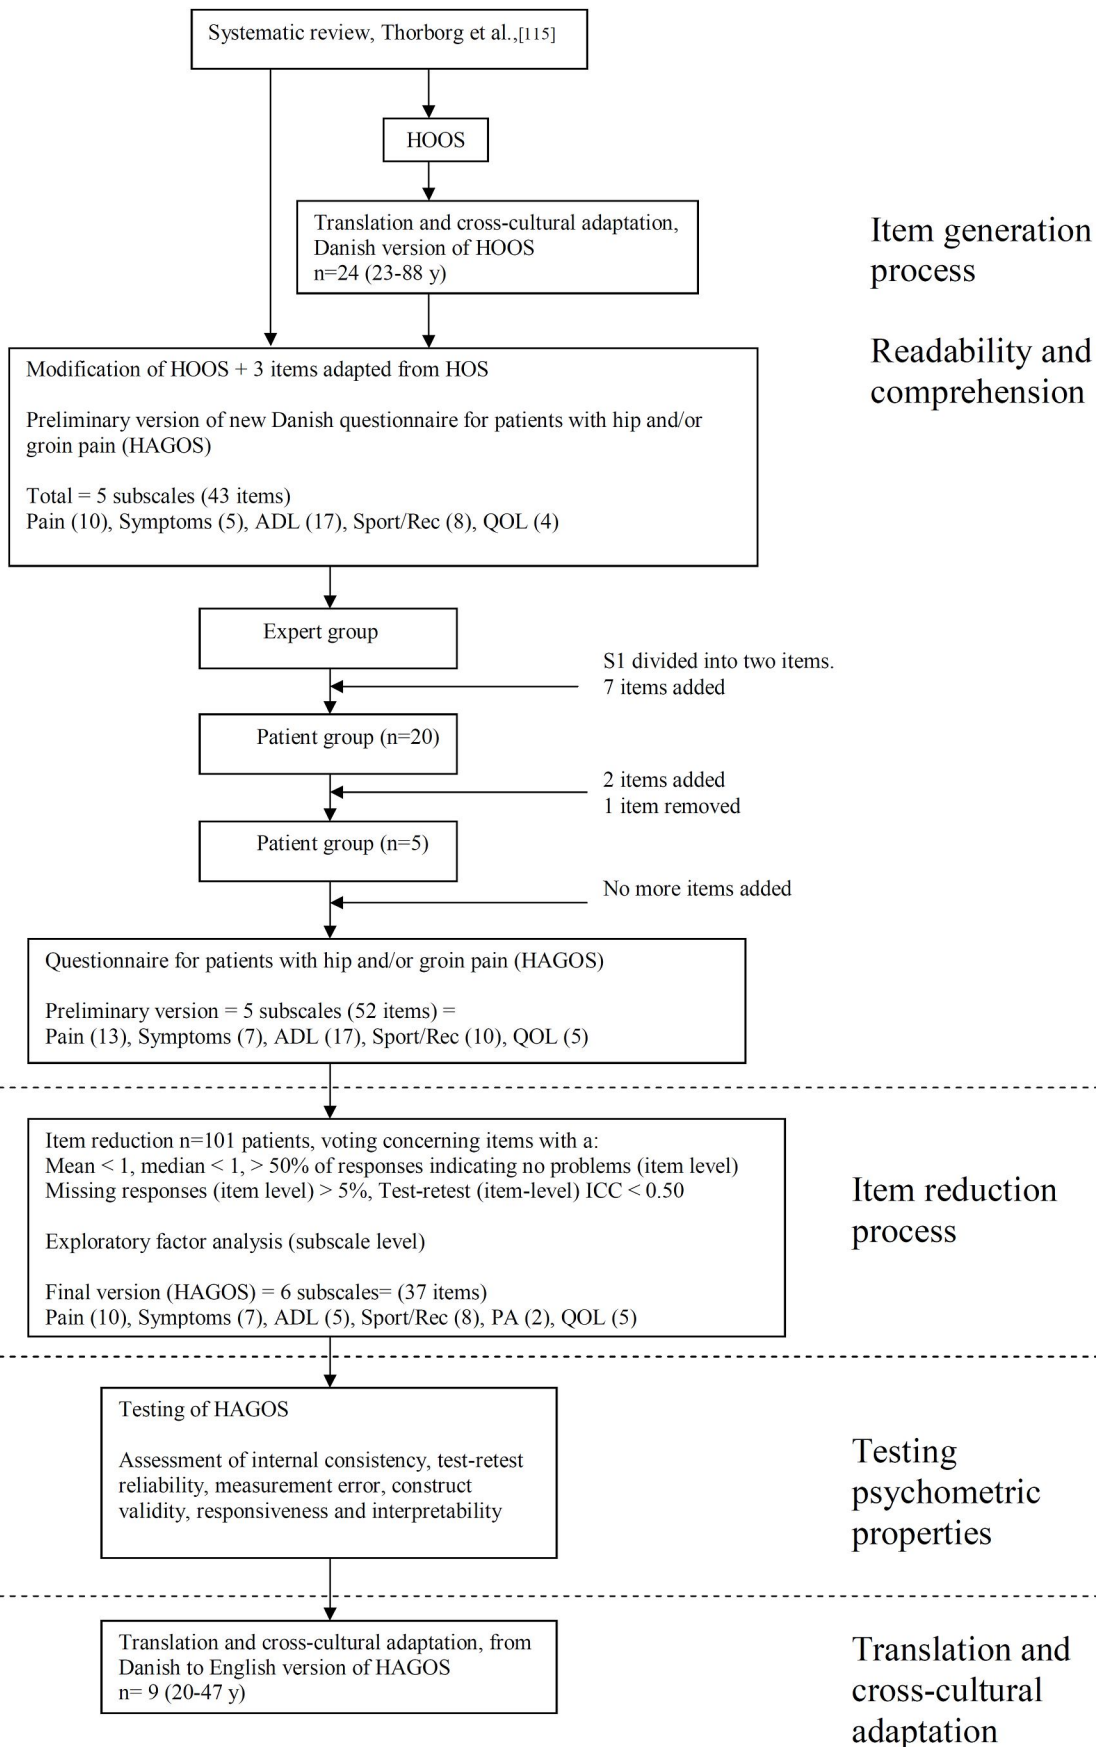 Systematic review, Thorborg et al.,[115]
HOOS
Translation and cross-cultural adaptation,
Danish version of HOOS
n=24 (23-88 y)
Item generation
process
Readability and
comprehension
Modification of HOOS + 3 items adapted from HOS
Preliminary version of new Danish questionnaire for patients with hip and/or
groin pain (HAGOS)
Total = 5 subscales (43 items)
Pain (10), Symptoms (5), ADL (17), Sport/Rec (8), QOL (4)
Expert group
S1 divided into two items.
7 items added
Patient group (n=20)
2 items added
1 item removed
Patient group (n=5)
No more items added
Questionnaire for patients with hip and/or groin pain (HAGOS)
Preliminary version = 5 subscales (52 items) =
Pain (13), Symptoms (7), ADL (17), Sport/Rec (10), QOL (5)
Item reduction n=101 patients, voting concerning items with a:
Mean < 1, median < 1, > 50% of responses indicating no problems (item level)
Missing responses (item level) > 5%, Test-retest (item-level) ICC < 0.50
Exploratory factor analysis (subscale level)
Final version (HAGOS) = 6 subscales= (37 items)
Pain (10), Symptoms (7), ADL (5), Sport/Rec (8), PA (2), QOL (5)
Item reduction
process
Testing of HAGOS
Assessment of internal consistency, test-retest
reliability, measurement error, construct
validity, responsiveness and interpretability
Testing
psychometric
properties
Translation and cross-cultural adaptation, from
Danish to English version of HAGOS
n= 9 (20-47 y)
Translation and
cross-cultural
adaptation